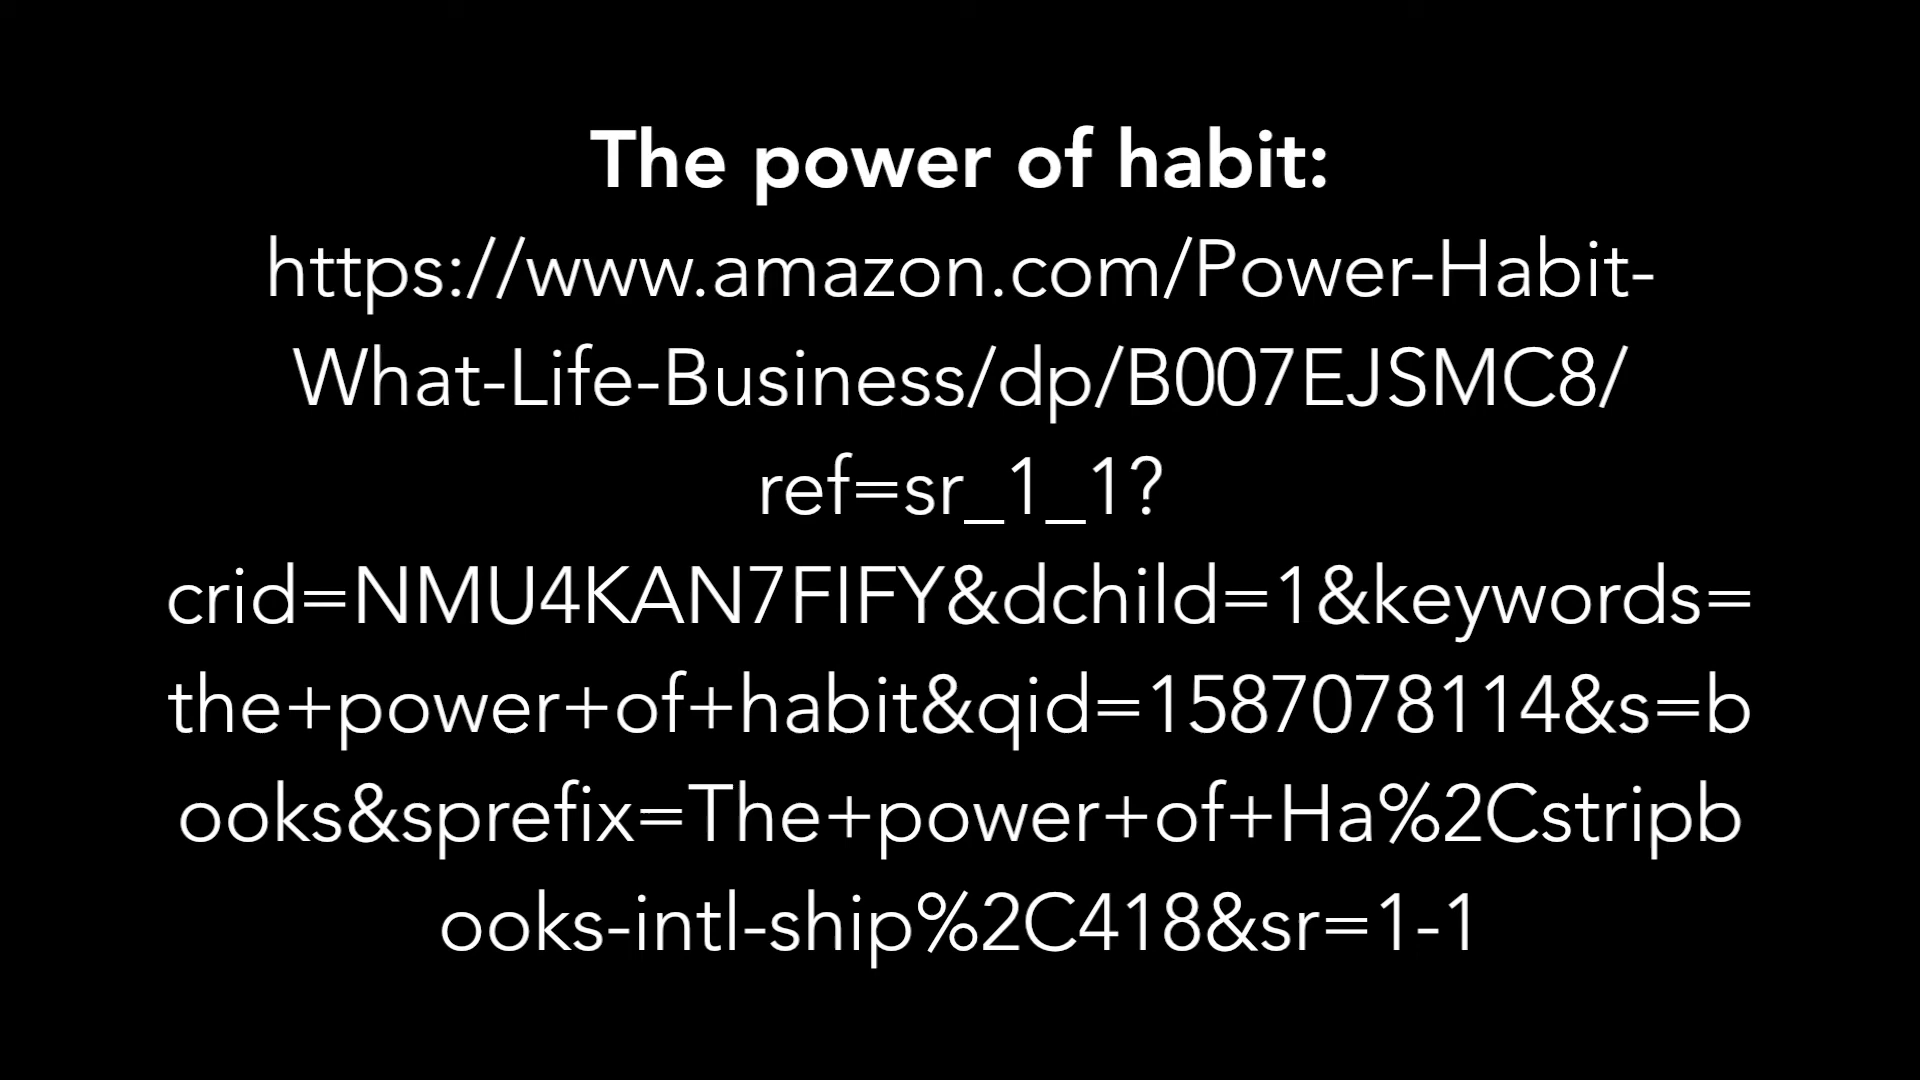 The power of habit:
https://www.amazon.com/Power-Habit-
What-Life-Business/dp/B007EJSMC8/
ref=sr_1_1?
crid=NMU4KAN7FIFY&dchild=1&keywords=
the+power+of+habit&qid=1587078114&s=b
ooks&sprefix=The+power+of+Ha%2Cstripb
ooks-intl-ship%2C418&sr=1-1